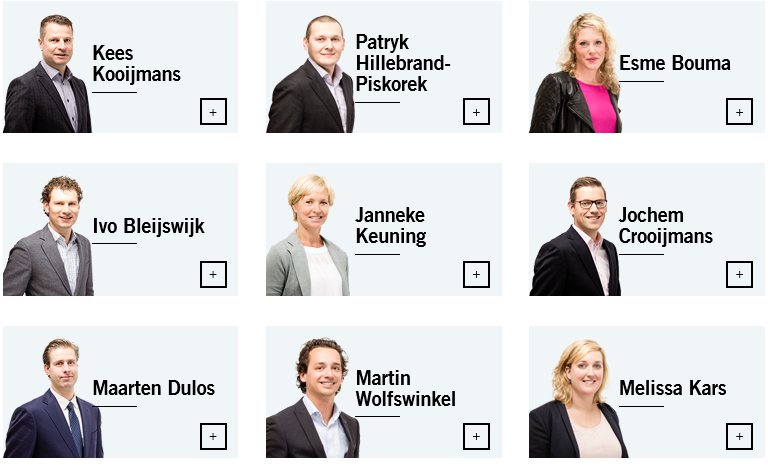 Kees
Kooijmans
+
Patryk
Hillebrand-
Piskorek
+
Esme Bouma
+
Ivo Bleijswijk
+
Janneke
Keuning
+
Jochem
Crooijmans
+
Maarten Dulos
+
Martin
Wolfswinkel
+
Melissa Kars
+